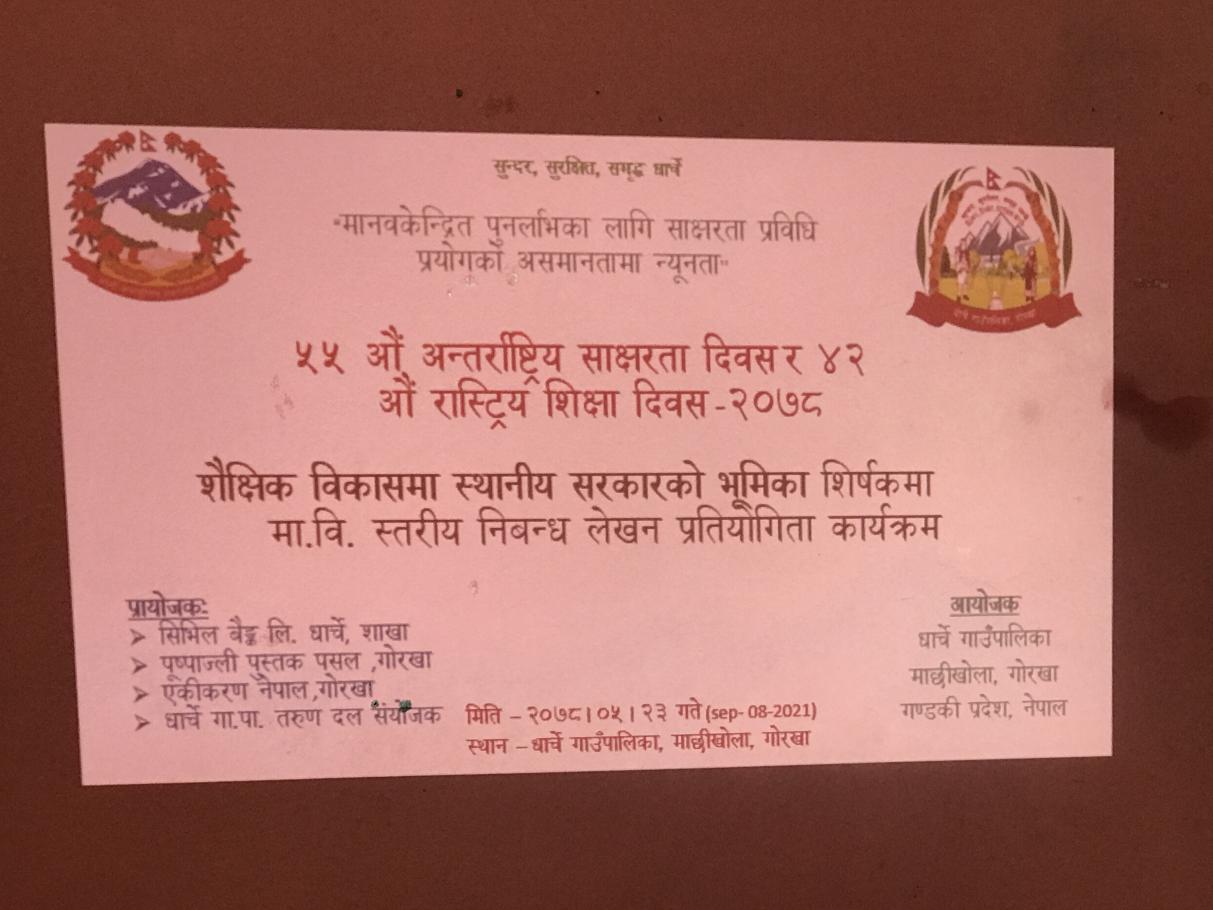 सुन्दर, सुरक्षित, समृद्ध धार्चे
"मानवकेन्द्रित पुनर्लाभका लागि साक्षरता प्रविधि
प्रयोगको असमानतामा न्यूनता"
५५ औं अन्तर्राष्ट्रिय साक्षरता दिवस र ४२
औं रास्ट्रिय शिक्षा दिवस -२०७८
शैक्षिक विकासमा स्थानीय सरकारको भूमिका शिर्षकमा
मा.वि. स्तरीय निबन्ध लेखन प्रतियोगिता कार्यक्रम
प्रायोजक:
➢ सिभिल बैङ्क लि. धार्चे, शाखा
➢ पूष्पाञ्ली पुस्तक पसल ,गोरखा
➢ एकीकरण नेपाल,गोरखा
➢ धार्चे गा.पा. तरुण दल संयोजक
मिति – २०७८।०५।२३ गते (sep- 08-2021)
स्थान – धार्चे गाउँपालिका, माछीखोला, गोरखा
आयोजक
धार्चे गाउँपालिका
माछीखोला, गोरखा
गण्डकी प्रदेश, नेपाल
धार्चे गाउँपालिका, गोरखा